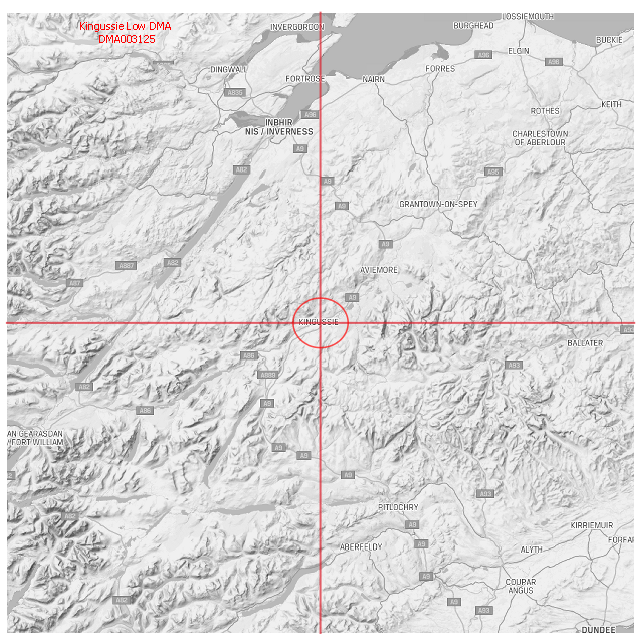 Kingussie Low DMA
DMA003125
INVERGORDON
LOSSIEMOUTH
BURGHEAD
BUCKIE
ELGIN
A96
A96
DINGWALL
FORTROSE
NAIRN
FORRES
A835
KEITH
ROTHES
A96
INBHIR
NIS / INVERNESS
CHARLESTOWN
OF ABERLOUR
A9
A82
A95
A9
GRANTOWN-ON-SPEY
A9
A9
A887
A82
AVIEMORE
A87
A9
KINGUSSIE
BALLATER
A86
A93
A889
A82
A9
A86
AN GEARASDAN
/ FORT WILLIAM
A9
A9
A9
A93
PITLOCHRY
A9
KIRRIEMUIR
FORFAR
ABERFELDY
A9
ALYTH
A9
COUPAR
ANGUS
A9
A93
DUNDEE